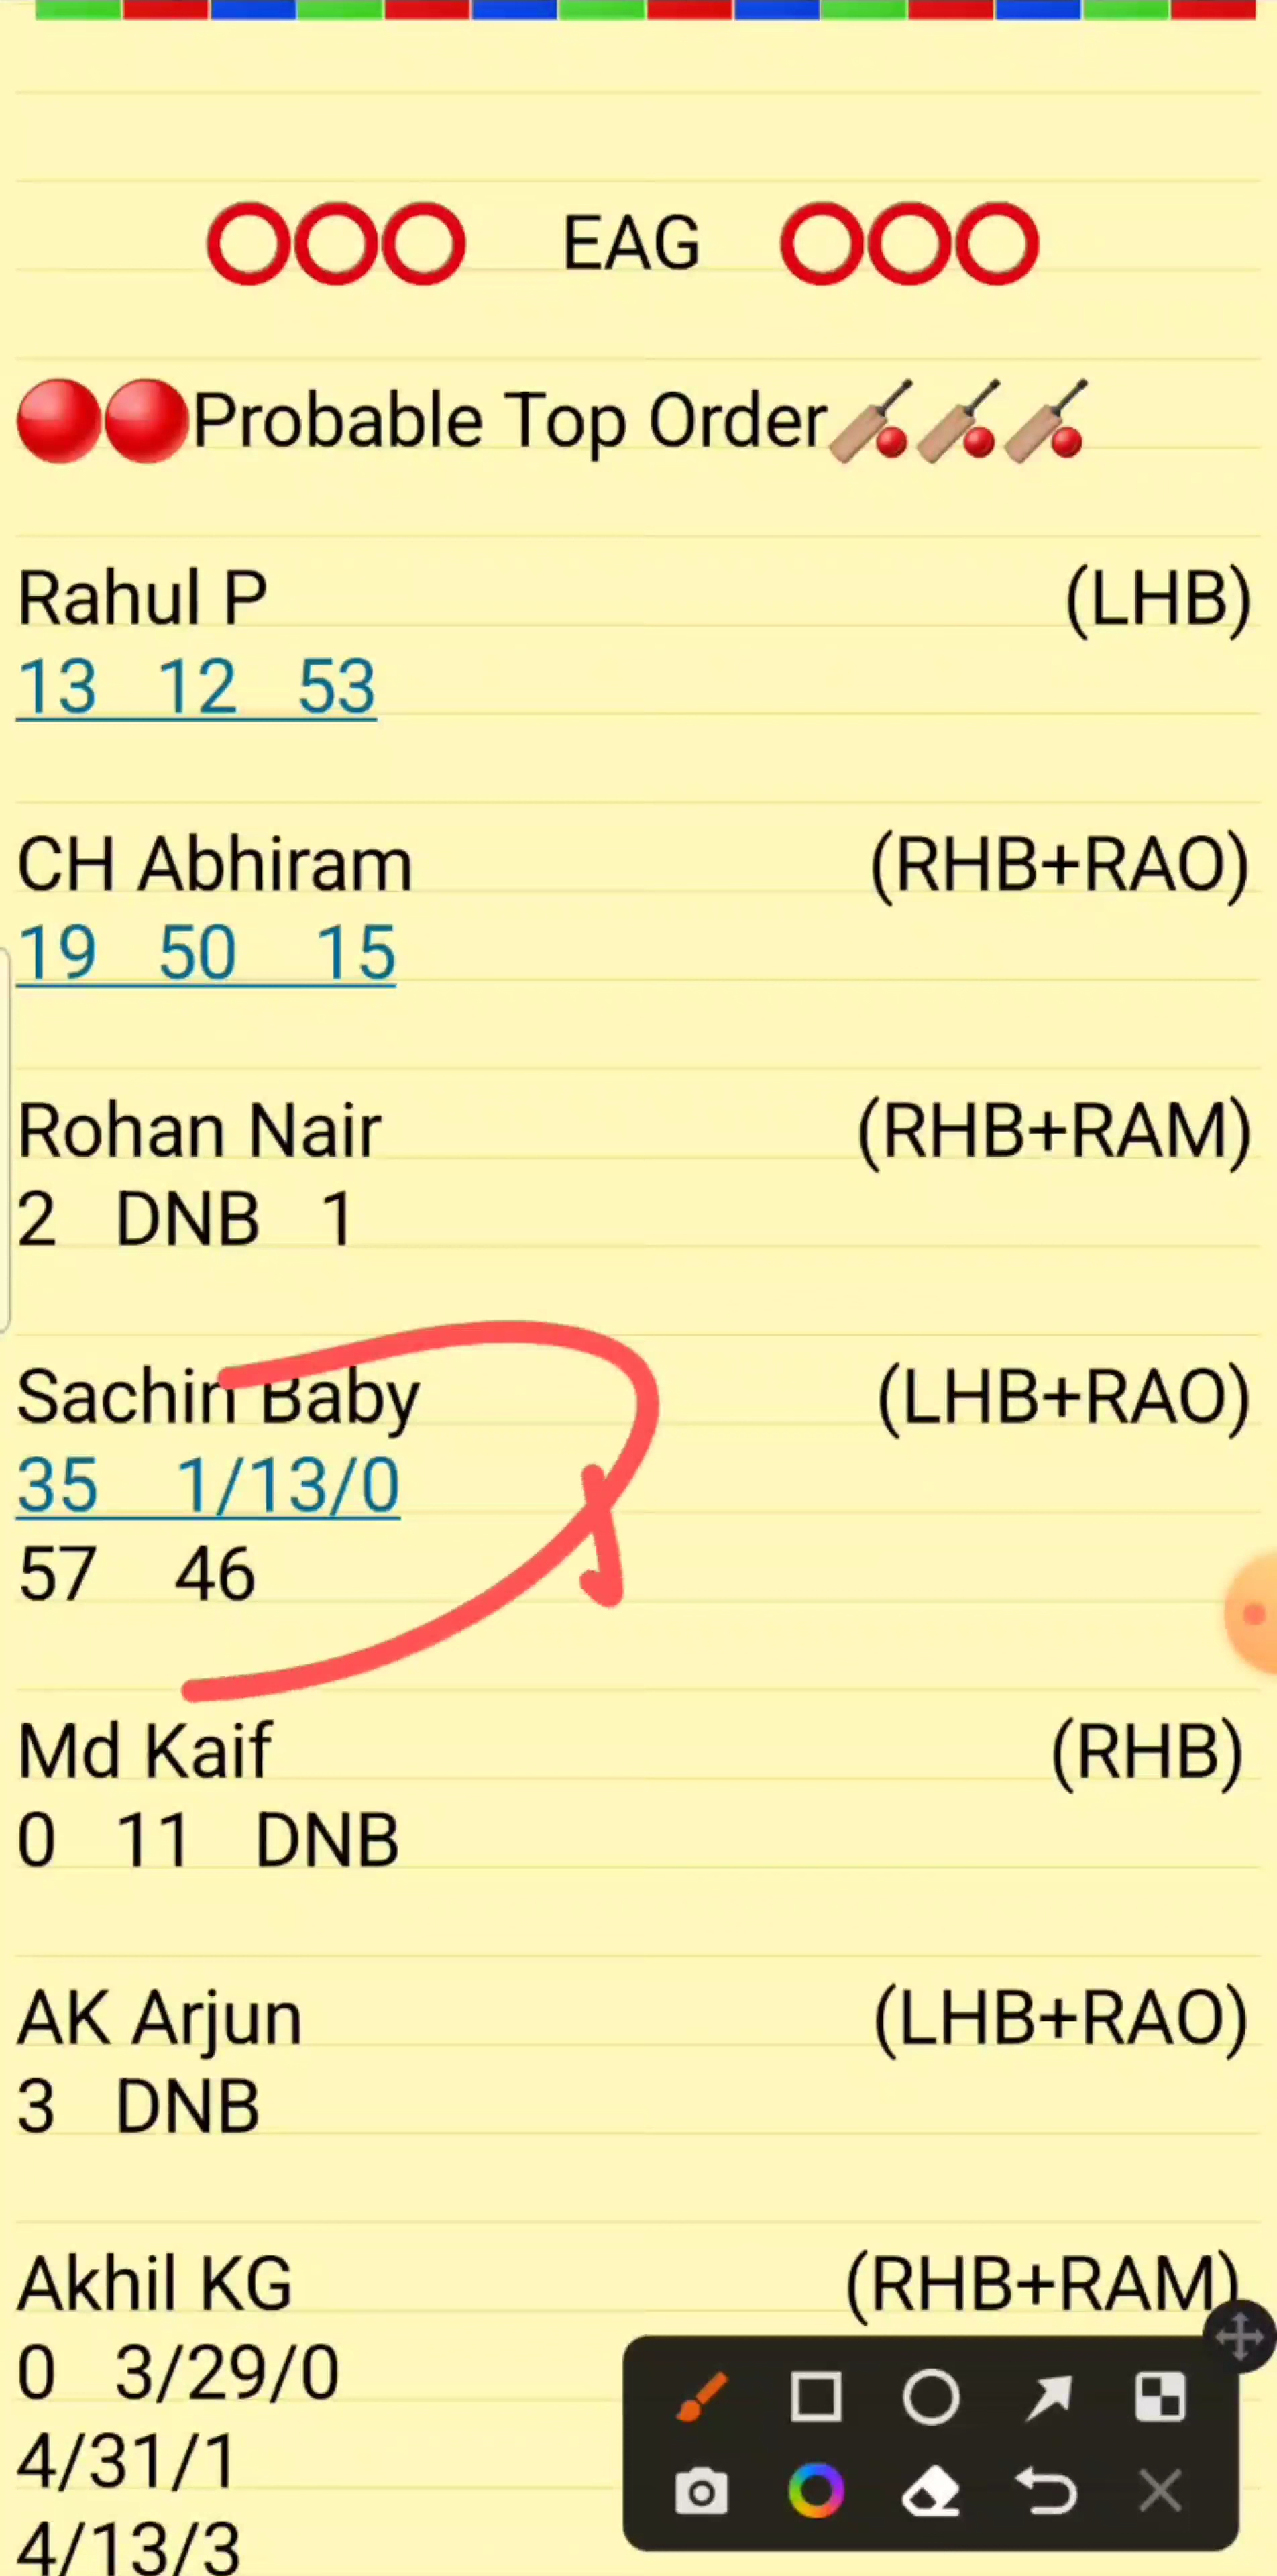 EAG
Probable Top Order
Rahul P (LHB)
13 12 53
CH Abhiram (RHB+RAO)
19 50 15
Rohan Nair (RHB+RAM)
2 DNB 1
Sachin Baby (LHB+RAO)
35 1/13/0
57 46
Md Kaif (RHB)
0 11 DNB
AK Arjun (LHB+RAO)
3 DNB
Akhil KG (RHB+RAM)
0 3/29/0
4/31/1
4/13/3